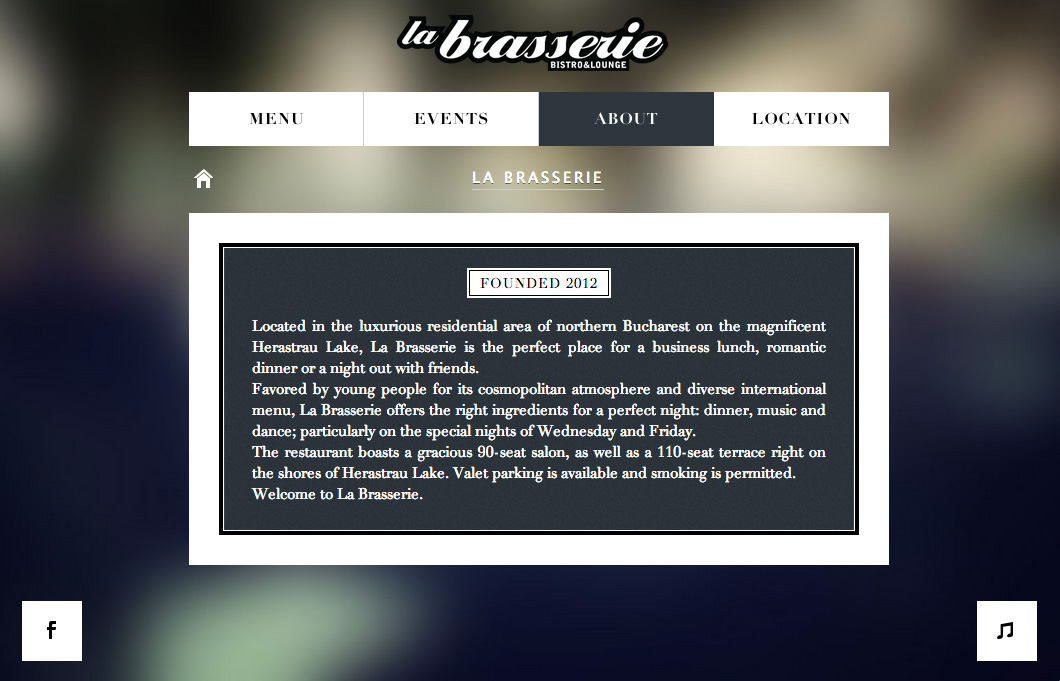 la brasserie
BISTRO&LOUNGE
MENU EVENTS ABOUT LOCATION
LA BRASSERIE
FOUNDED 2012
Located in the luxurious residential area of northern Bucharest on the magnificent
Herastrau Lake, La Brasserie is the perfect place for a business lunch, romantic
dinner or a night out with friends.
Favored by young people for its cosmopolitan atmosphere and diverse international
menu, La Brasserie offers the right ingredients for a perfect night: dinner, music and
dance; particularly on the special nights of Wednesday and Friday.
The restaurant boasts a gracious 90-seat salon, as well as a 110-seat terrace right on
the shores of Herastrau Lake. Valet parking is available and smoking is permitted.
Welcome to La Brasserie.
f